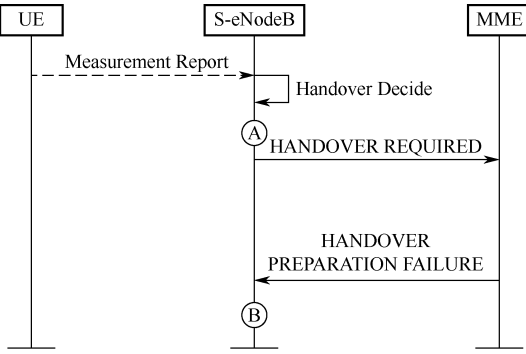 UE
S-eNodeB
MME
Measurement Report
Handover Decide
A
HANDOVER REQUIRED
HANDOVER
PREPARATION FAILURE
B